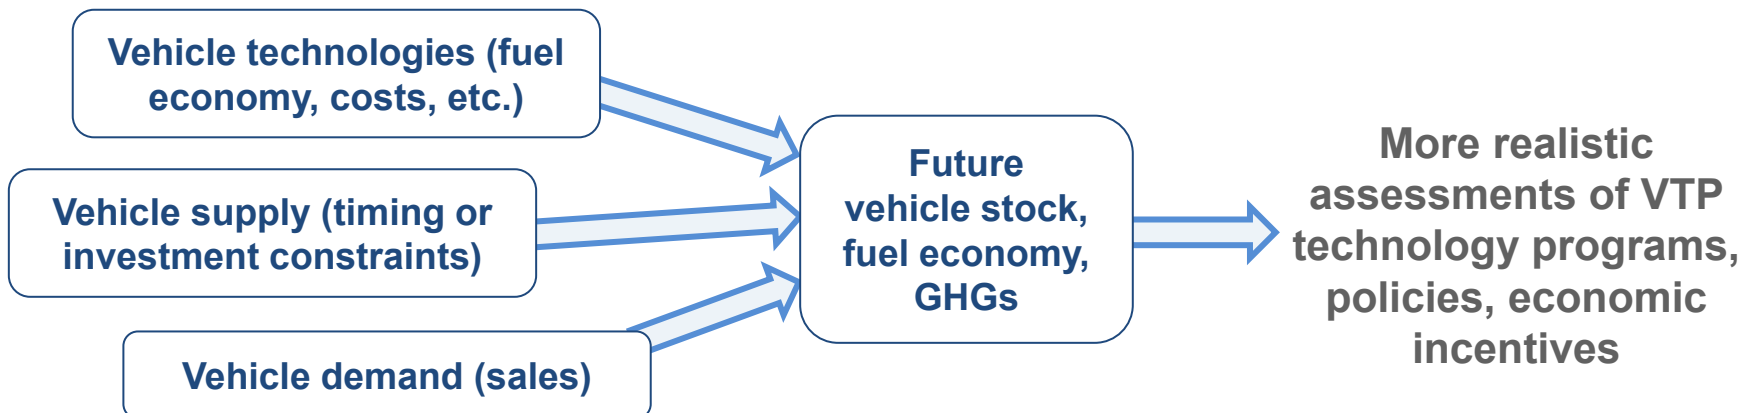 Vehicle technologies (fuel
economy, costs, etc.)
Vehicle supply (timing or
investment constraints)
Vehicle demand (sales)
Future
vehicle stock,
fuel economy,
GHGs
More realistic
assessments of VTP
technology programs,
policies, economic
incentives